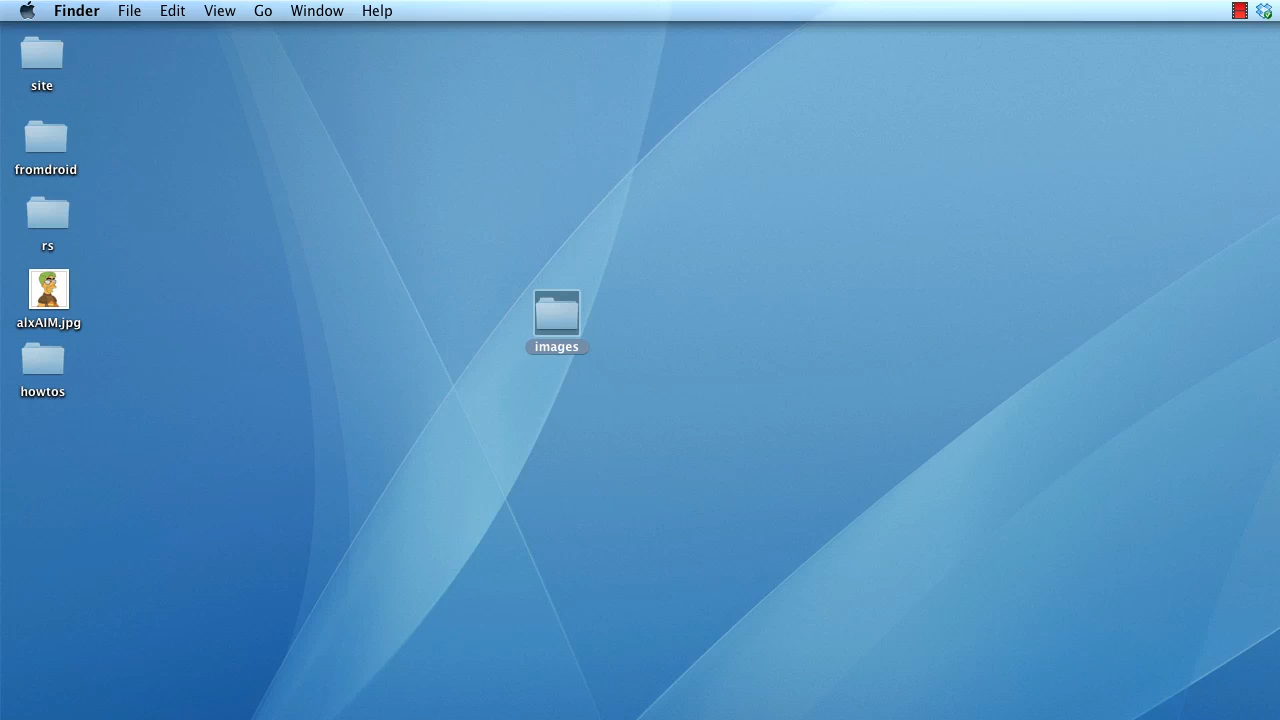 Finder File Edit View Go Window Help
site
fromdroid
rs
alxAIM.jpg
images
howtos